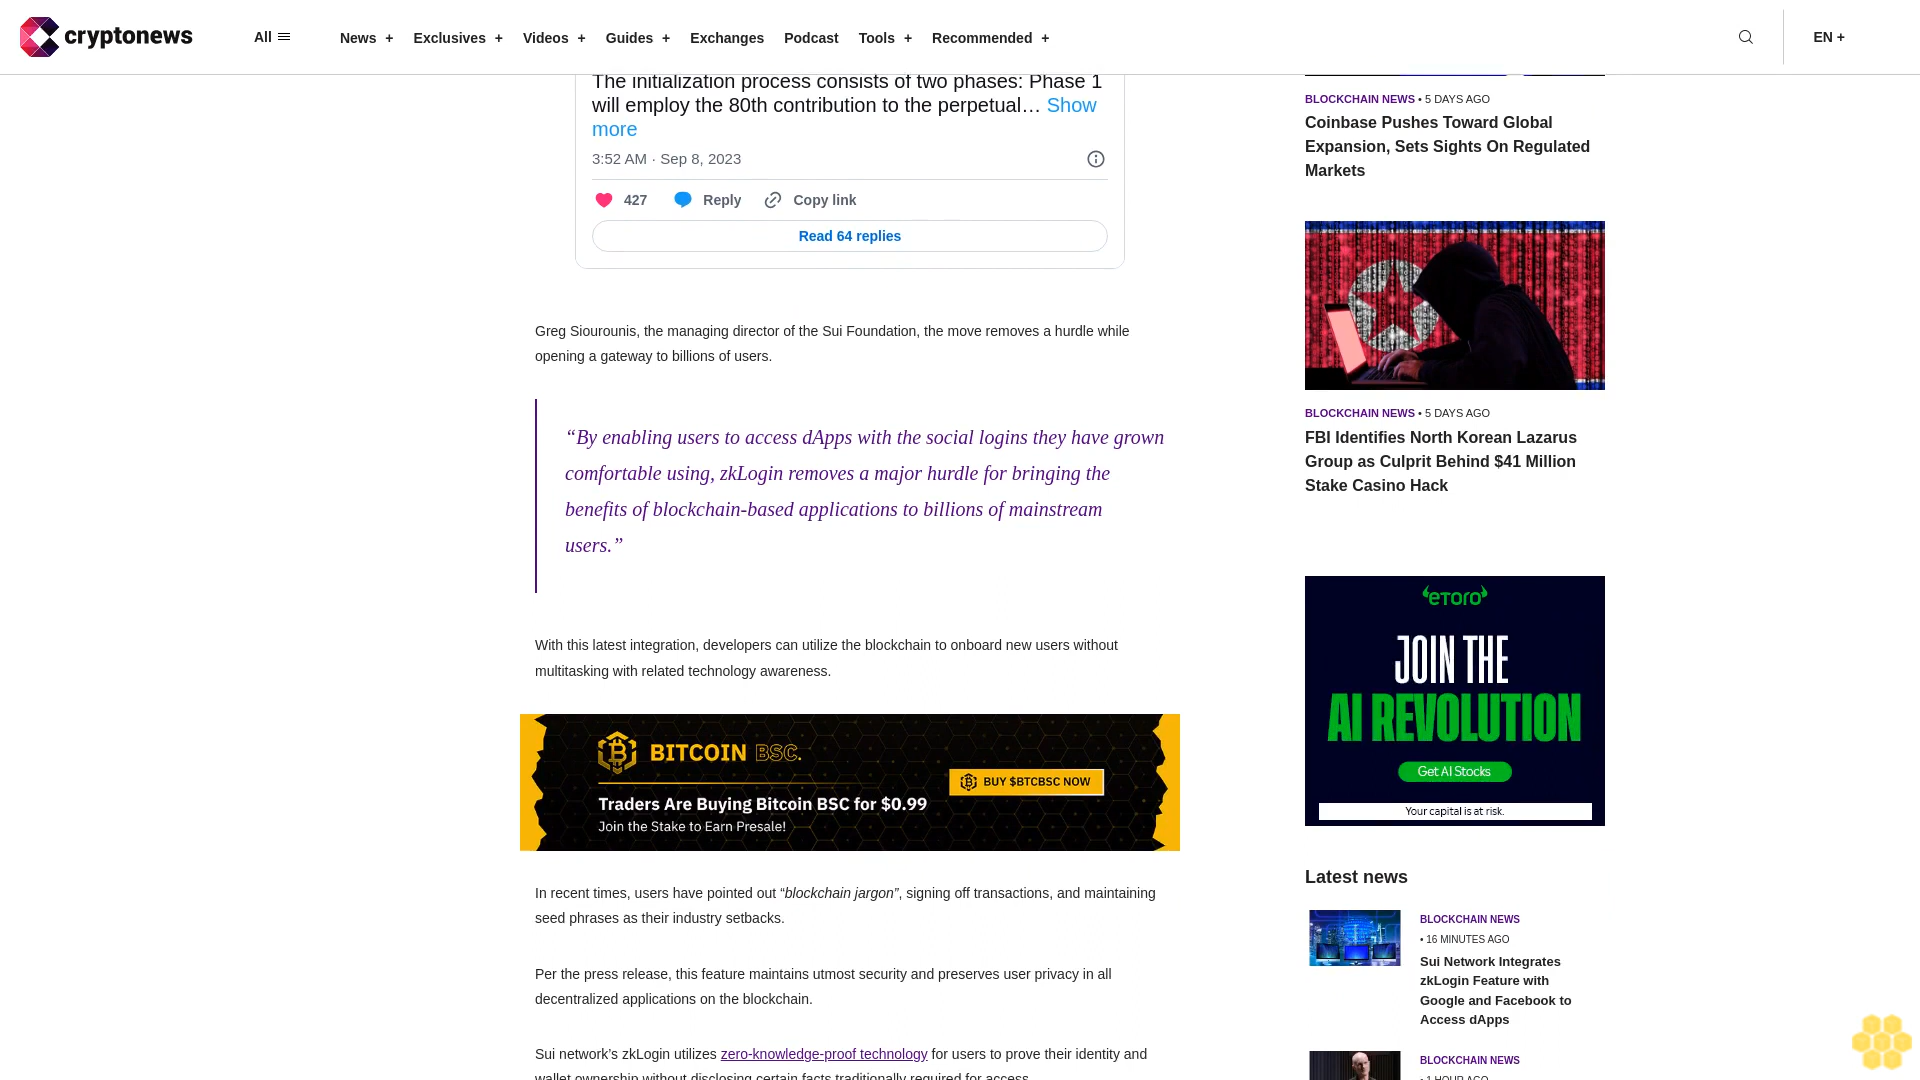 cryptonews
All
News +
Exclusives +
Videos +
Guides +
Exchanges
Podcast
Tools +
Recommended +
EN +
The initialization process consists of two phases: Phase 1
will employ the 80th contribution to the perpetual… Show
more
3:52 AM · Sep 8, 2023
427
Reply
Copy link
Read 64 replies
Greg Siourounis, the managing director of the Sui Foundation, the move removes a hurdle while
opening a gateway to billions of users.
“By enabling users to access dApps with the social logins they have grown
comfortable using, zkLogin removes a major hurdle for bringing the
benefits of blockchain-based applications to billions of mainstream
users.”
With this latest integration, developers can utilize the blockchain to onboard new users without
multitasking with related technology awareness.
BITCOIN BSC.
Traders Are Buying Bitcoin BSC for $0.99
Join the Stake to Earn Presale!
BUY $BTCBSC NOW
In recent times, users have pointed out “blockchain jargon”, signing off transactions, and maintaining
seed phrases as their industry setbacks.
Per the press release, this feature maintains utmost security and preserves user privacy in all
decentralized applications on the blockchain.
Sui network’s zkLogin utilizes zero-knowledge-proof technology for users to prove their identity and
wallet ownership without disclosing certain facts traditionally required for access.
BLOCKCHAIN NEWS • 5 DAYS AGO
Coinbase Pushes Toward Global
Expansion, Sets Sights On Regulated
Markets
BLOCKCHAIN NEWS • 5 DAYS AGO
FBI Identifies North Korean Lazarus
Group as Culprit Behind $41 Million
Stake Casino Hack
eToro
JOIN THE
AI REVOLUTION
Get AI Stocks
Your capital is at risk.
Latest news
BLOCKCHAIN NEWS
• 16 MINUTES AGO
Sui Network Integrates
zkLogin Feature with
Google and Facebook to
Access dApps
BLOCKCHAIN NEWS
• 1 HOUR AGO